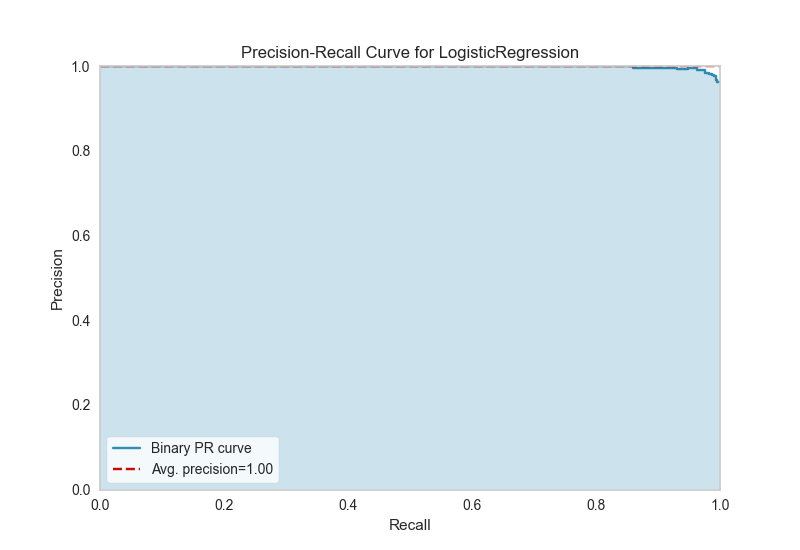 Precision-Recall Curve for LogisticRegression
1.0
0.8
0.6
0.4
0.2
0.0
Precision
Binary PR curve
Avg. precision=1.00
0.0 0.2 0.4 0.6 0.8 1.0
Recall